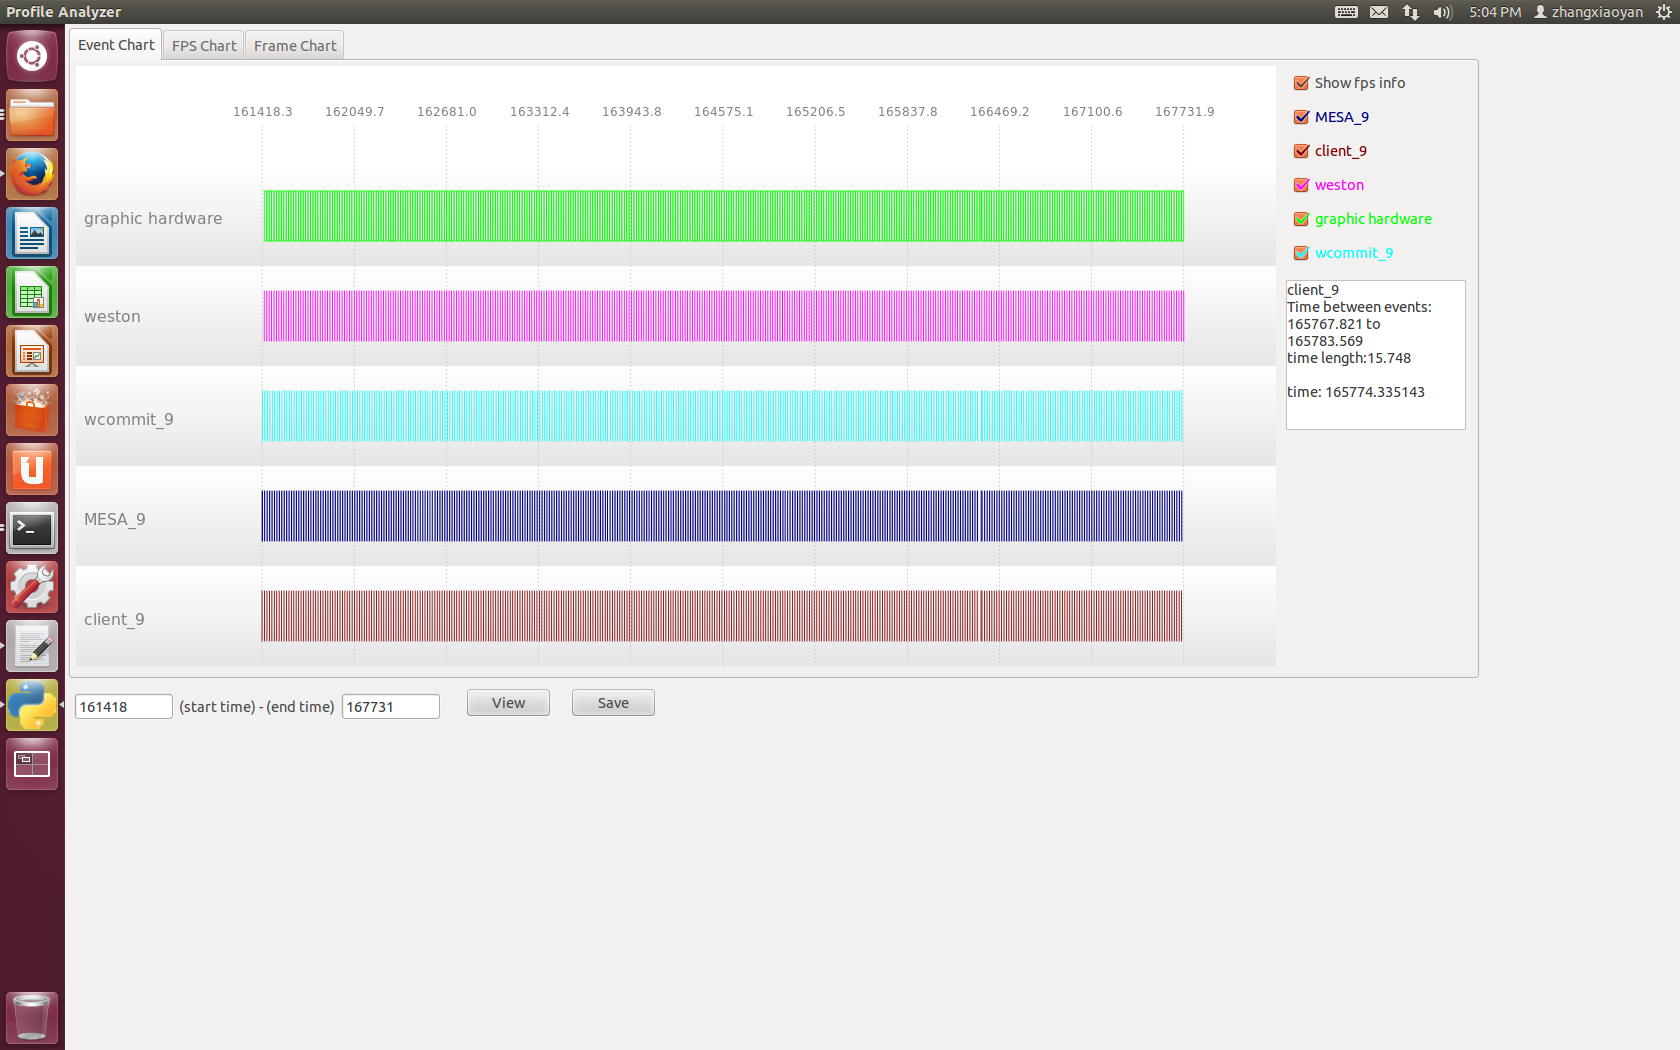 Profile Analyzer
5:04 PM zhangxiaoyan
Event Chart FPS Chart Frame Chart
161418.3 162049.7 162681.0 163312.4 163943.8 164575.1 165206.5 165837.8 166469.2 167100.6 167731.9
graphic hardware
weston
wcommit_9
MESA_9
client_9
Show fps info
MESA_9
client_9
weston
graphic hardware
wcommit_9
client_9
Time between events:
165767.821 to
165783.569
time length:15.748
time: 165774.335143
161418 (start time) - (end time) 167731 View Save